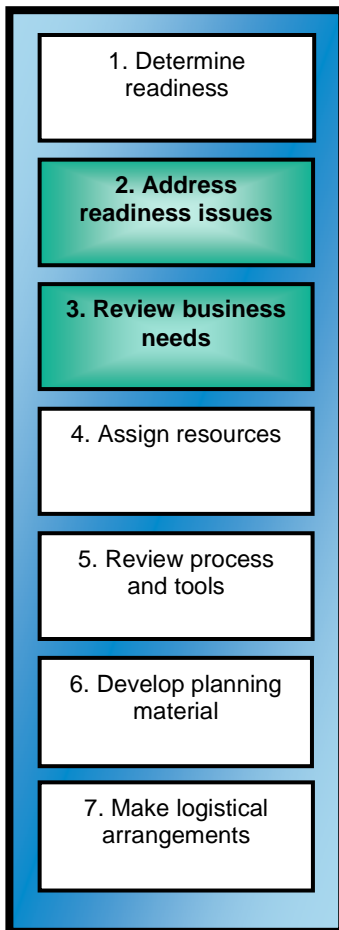 1. Determine
readiness
2. Address
readiness issues
3. Review business
needs
4. Assign resources
5. Review process
and tools
6. Develop planning
material
7. Make logistical
arrangements